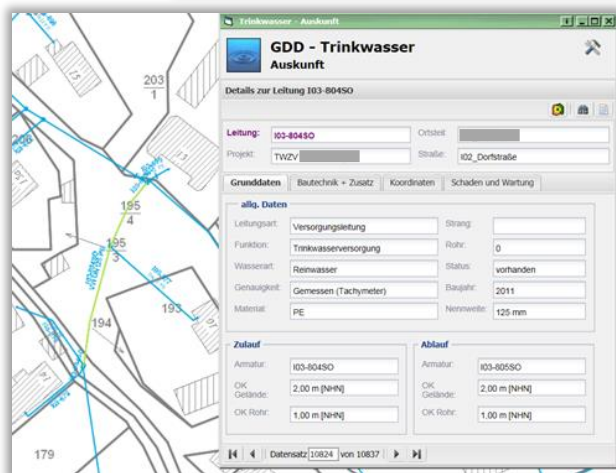 Trinkwasser - Auskunft
GDD - Trinkwasser
Auskunft
Details zur Leitung I03-804SO
Leitung: I03-804SO Ortsteil:
Projekt: TWZV Straße: I02_Dorfstraße
Grunddaten Bautechnik + Zusatz Koordinaten Schaden und Wartung
allg. Daten
Leitungsart: Versorgungsleitung Strang:
Funktion: Trinkwasserversorgung Rohr: 0
Wasserart: Reinwasser Status: vorhanden
Genauigkeit: Gemessen (Tachymeter) Baujahr: 2011
Material: PE Nennweite: 125 mm
Zulauf Ablauf
Armatur: I03-804SO Armatur: I03-805SO
OK Gelände: 2,00 m [NHN] OK Gelände: 2,00 m [NHN]
OK Rohr: 1,00 m [NHN] OK Rohr: 1,00 m [NHN]
Datensatz 10824 von 10837
203
1
15
195
4
195
3
193
194
10
14
179